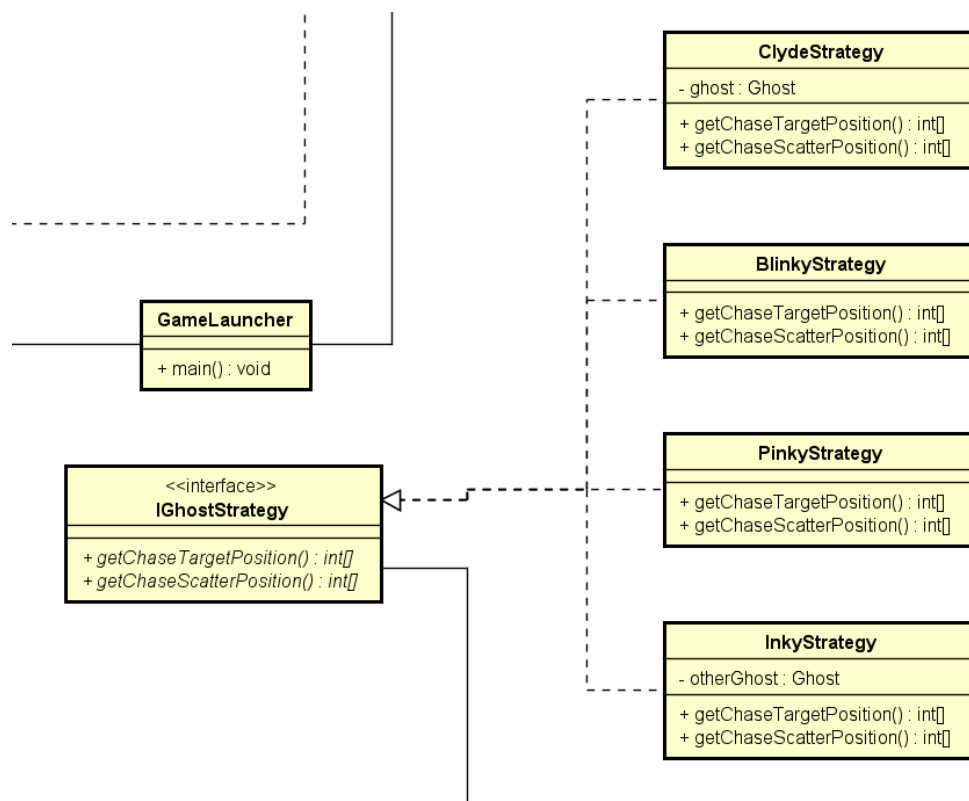 ClydeStrategy
- ghost : Ghost
+ getChaseTargetPosition() : int[]
+ getChaseScatterPosition() : int[]
BlinkyStrategy
+ getChaseTargetPosition() : int[]
+ getChaseScatterPosition() : int[]
GameLauncher
+ main() : void
PinkyStrategy
+ getChaseTargetPosition() : int[]
+ getChaseScatterPosition() : int[]
<<interface>>
IGhostStrategy
+ getChaseTargetPosition() : int[]
+ getChaseScatterPosition() : int[]
InkyStrategy
- otherGhost : Ghost
+ getChaseTargetPosition() : int[]
+ getChaseScatterPosition() : int[]